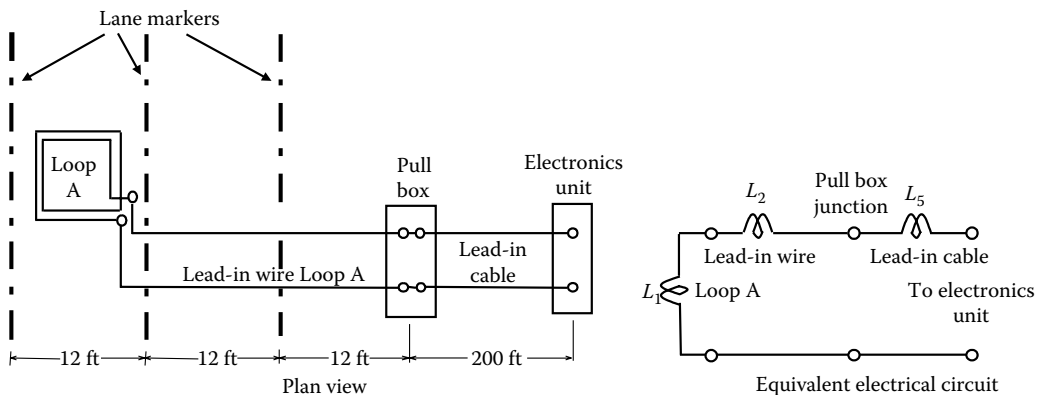 Lane markers
Loop
A
Pull
box
Electronics
unit
Lead-in wire Loop A
Lead-in
cable
12 ft
12 ft
12 ft
200 ft
Plan view
L2
Pull box
junction
L5
Lead-in wire
Lead-in cable
L1
Loop A
To electronics
unit
Equivalent electrical circuit